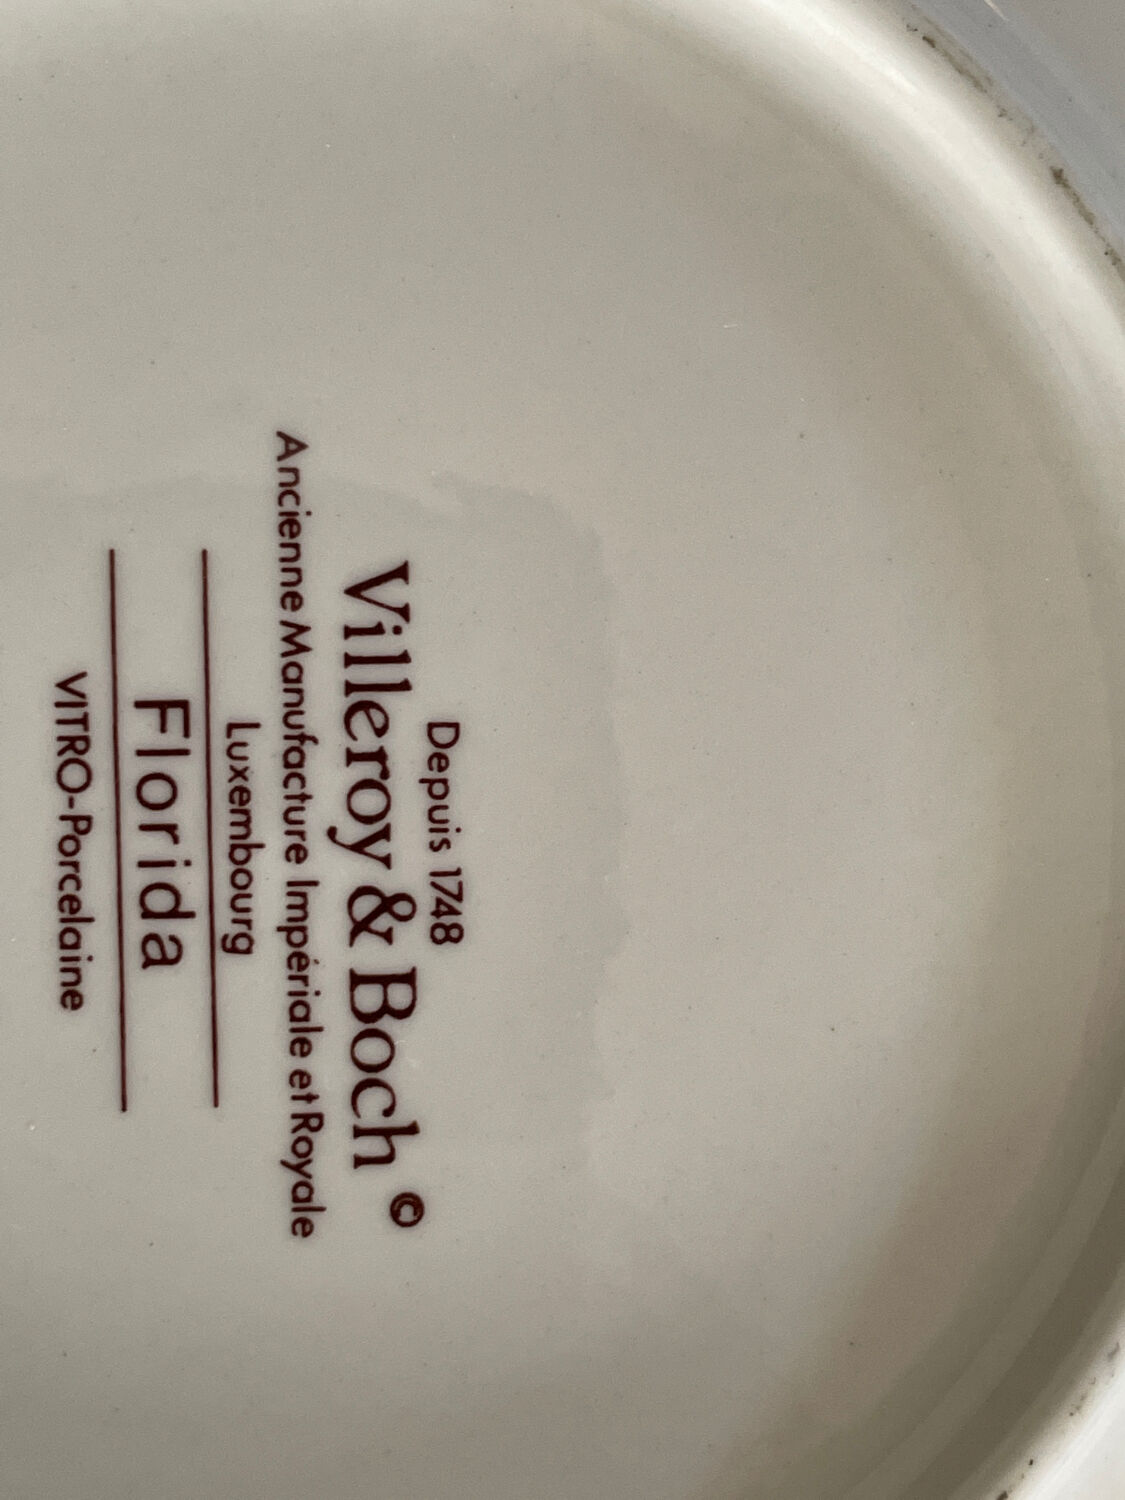 Depuis 1748
Villeroy & Boch ©
Ancienne Manufacture Impériale et Royale
Luxembourg
Florida
VITRO-Porcelaine